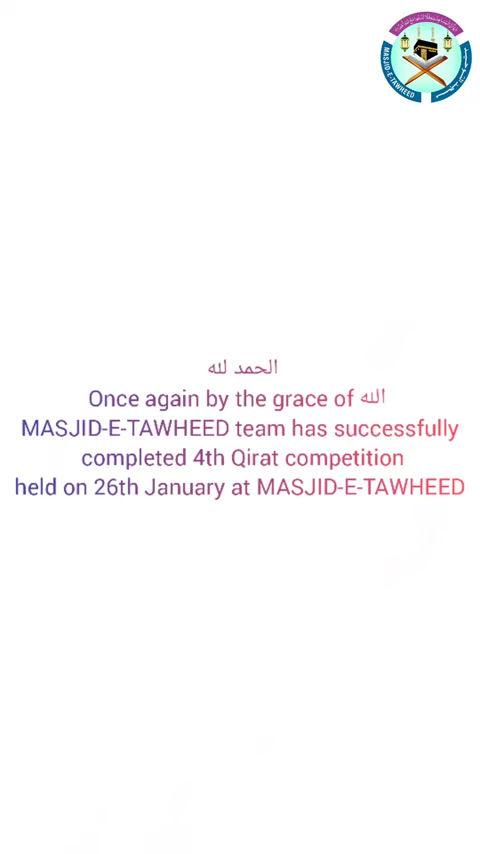 MASJID-E-TAWHEED
الحمد لله
Once again by the grace of الله
MASJID-E-TAWHEED team has successfully
completed 4th Qirat competition
held on 26th January at MASJID-E-TAWHEED